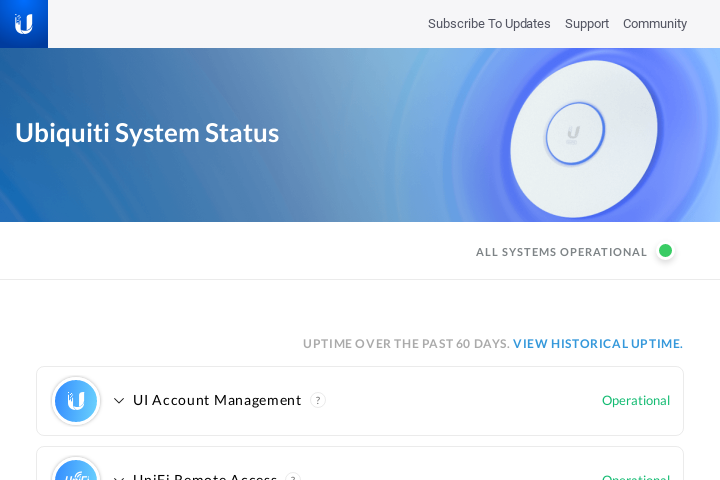 Subscribe To Updates Support Community
Ubiquiti System Status
ALL SYSTEMS OPERATIONAL
UPTIME OVER THE PAST 60 DAYS. VIEW HISTORICAL UPTIME.
UI Account Management ? Operational
UniFi Remote Access ? Operational